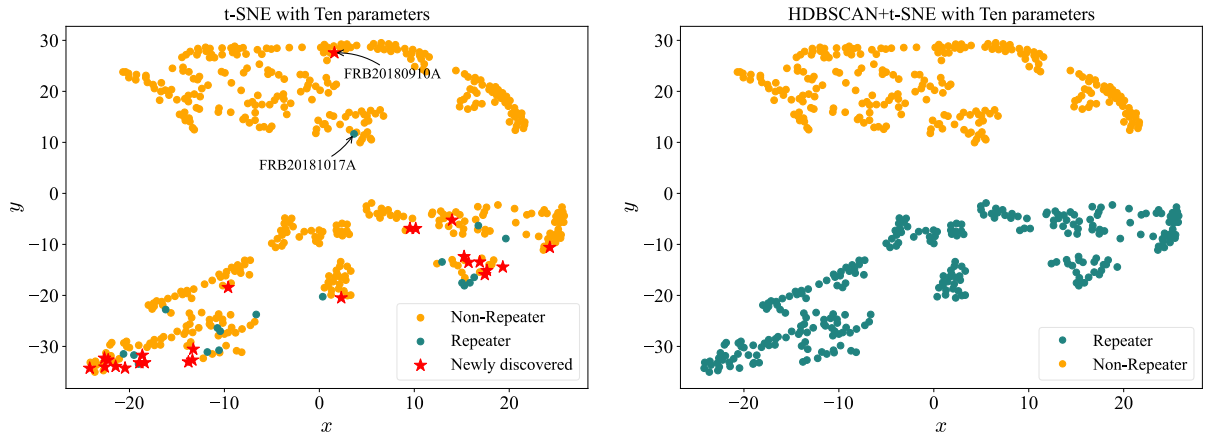 t-SNE with Ten parameters
30
20
10
0
−10
−20
−30
y
FRB20180910A
FRB20181017A
Non-Repeater
Repeater
Newly discovered
−20
−10
0
10
20
x
HDBSCAN+t-SNE with Ten parameters
30
20
10
0
−10
−20
−30
y
Repeater
Non-Repeater
−20
−10
0
10
20
x